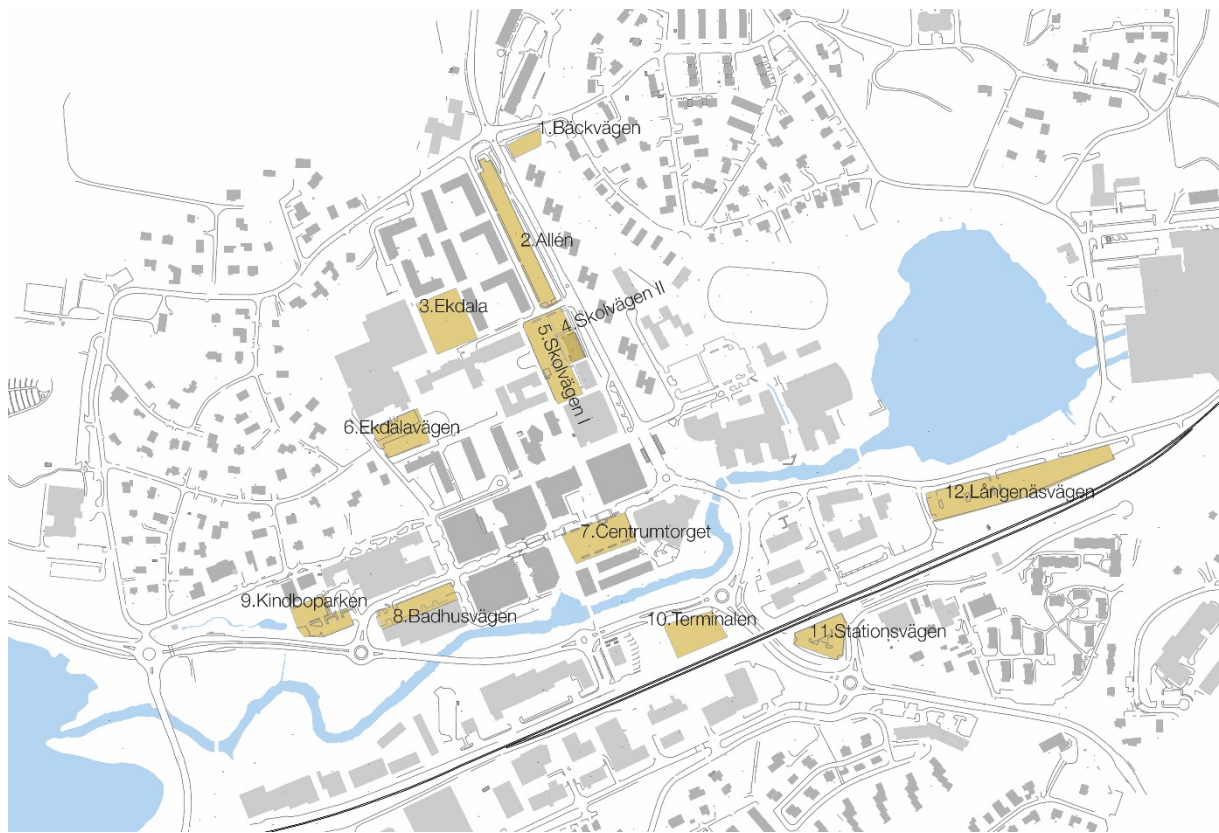 1.Bäckvägen
2.Allén
3.Ekdala
4.Skolvägen II
5.Skolvägen I
6.Ekdalavägen
7.Centrumtorget
8.Badhusvägen
9.Kindboparken
10.Terminalen
11.Stationsvägen
12.Långenäsvägen